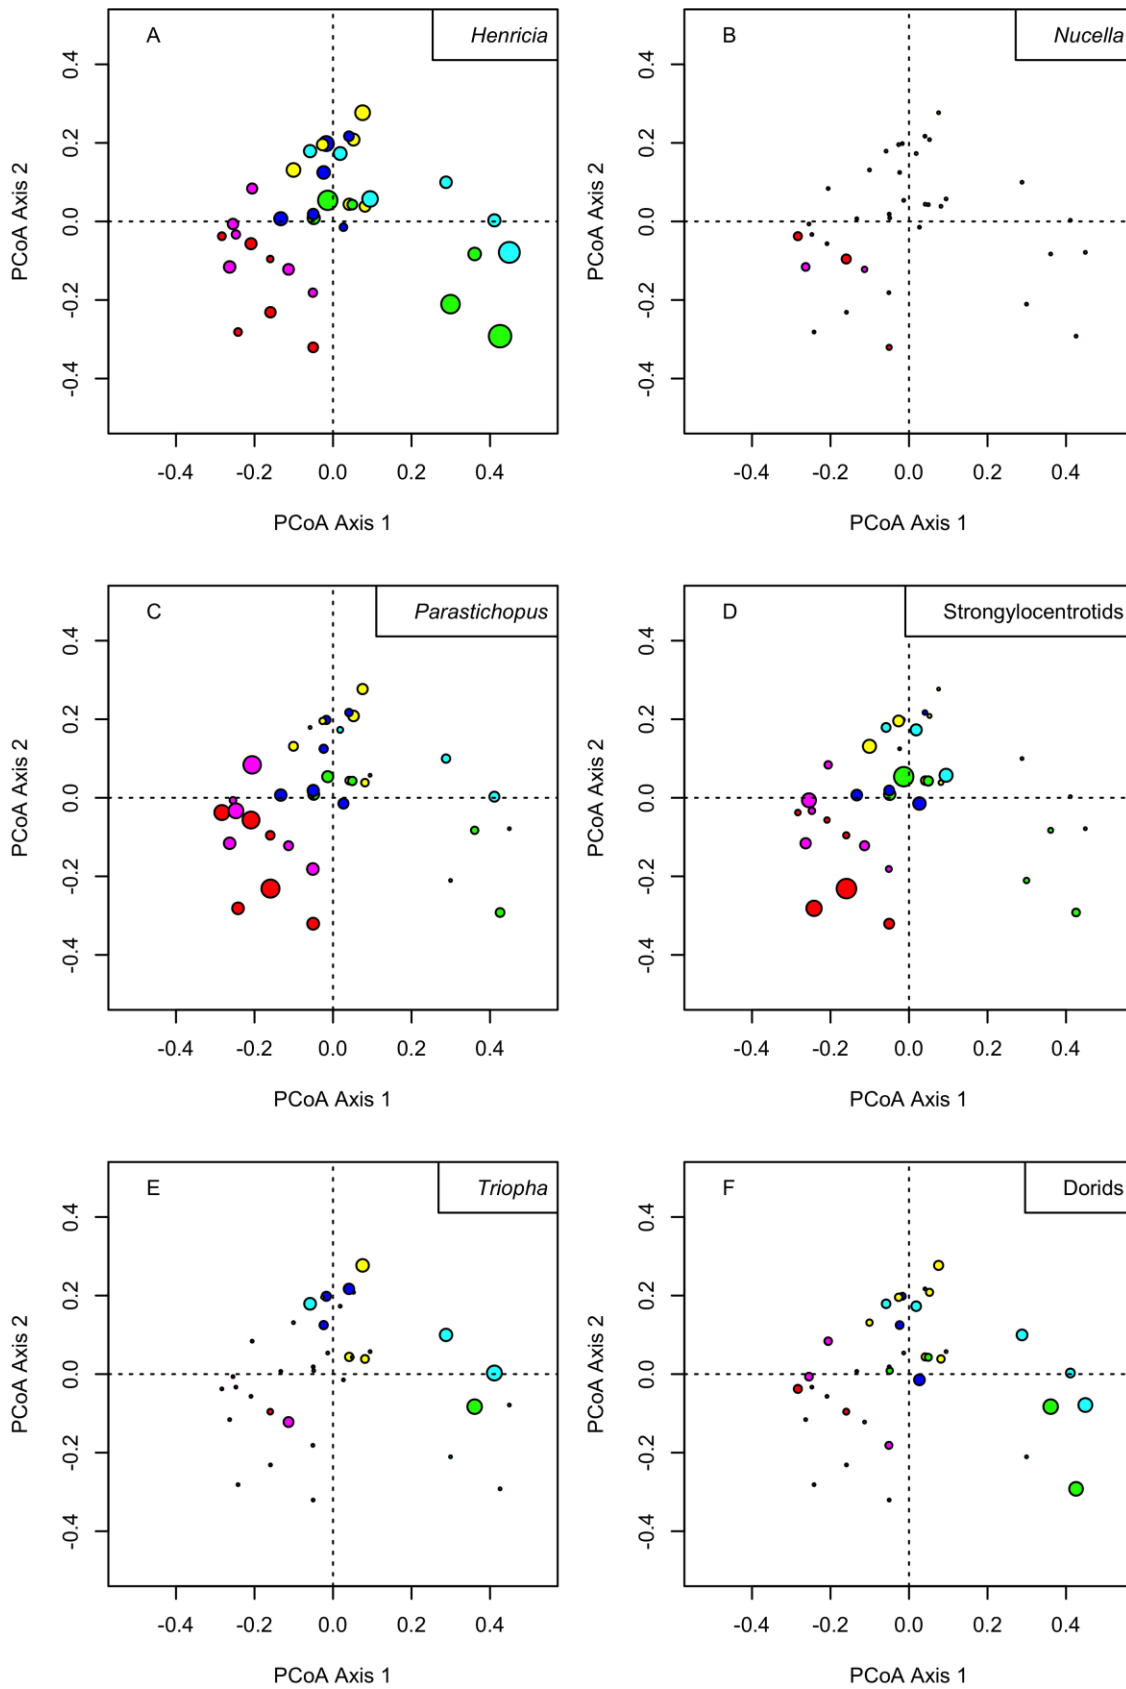 A Henricia
B Nucella
0.4
0.2
0.0
-0.2
-0.4
PCoA Axis 2
-0.4 -0.2 0.0 0.2 0.4
PCoA Axis 1
0.4
0.2
0.0
-0.2
-0.4
PCoA Axis 2
-0.4 -0.2 0.0 0.2 0.4
PCoA Axis 1
C Parastichopus
D Strongylocentrotids
0.4
0.2
0.0
-0.2
-0.4
PCoA Axis 2
-0.4 -0.2 0.0 0.2 0.4
PCoA Axis 1
0.4
0.2
0.0
-0.2
-0.4
PCoA Axis 2
-0.4 -0.2 0.0 0.2 0.4
PCoA Axis 1
E Triopha
F Dorids
0.4
0.2
0.0
-0.2
-0.4
PCoA Axis 2
-0.4 -0.2 0.0 0.2 0.4
PCoA Axis 1
0.4
0.2
0.0
-0.2
-0.4
PCoA Axis 2
-0.4 -0.2 0.0 0.2 0.4
PCoA Axis 1